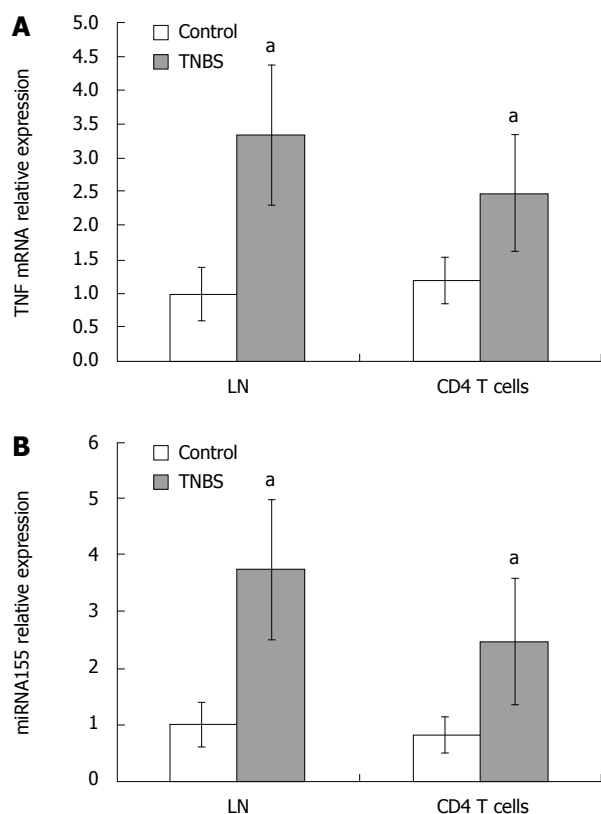 A
TNF mRNA relative expression
5.0
4.5
4.0
3.5
3.0
2.5
2.0
1.5
1.0
0.5
0.0
Control
TNBS
a
a
LN
CD4 T cells
B
miRNA155 relative expression
6
5
4
3
2
1
0
Control
TNBS
a
a
LN
CD4 T cells